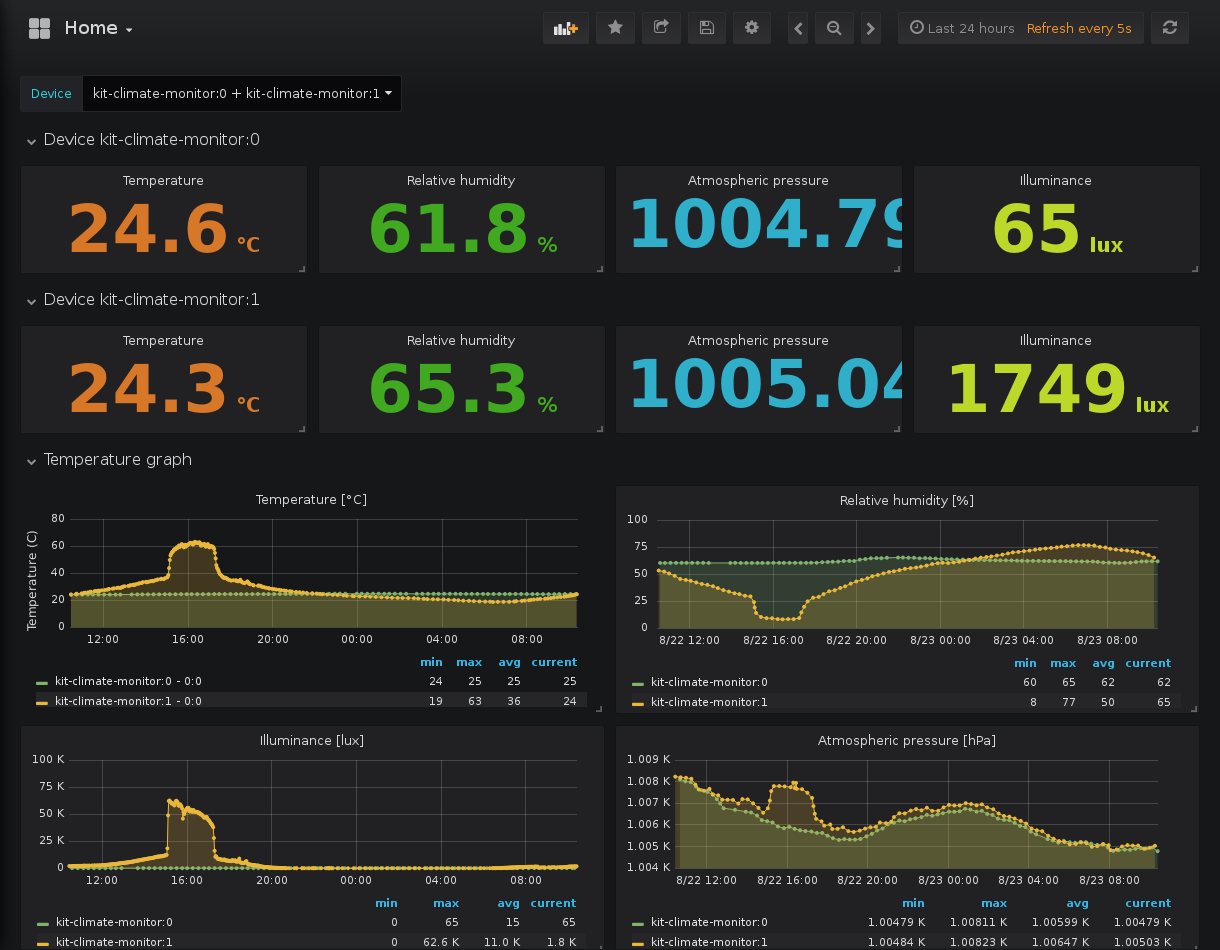 Home
Last 24 hours Refresh every 5s
Device kit-climate-monitor:0 + kit-climate-monitor:1
Device kit-climate-monitor:0
Temperature Relative humidity Atmospheric pressure Illuminance
24.6 °C 61.8 % 1004.79 65 lux
Device kit-climate-monitor:1
Temperature Relative humidity Atmospheric pressure Illuminance
24.3 °C 65.3 % 1005.04 1749 lux
Temperature graph
Temperature [°C]
Temperature (C)
80
60
40
20
0
12:00 16:00 20:00 00:00 04:00 08:00
min max avg current
kit-climate-monitor:0 - 0:0 24 25 25 25
kit-climate-monitor:1 - 0:0 19 63 36 24
Relative humidity [%]
100
75
50
25
0
8/22 12:00 8/22 16:00 8/22 20:00 8/23 00:00 8/23 04:00 8/23 08:00
min max avg current
kit-climate-monitor:0 60 65 62 62
kit-climate-monitor:1 8 77 50 65
Illuminance [lux]
100 K
75 K
50 K
25 K
0
12:00 16:00 20:00 00:00 04:00 08:00
min max avg current
kit-climate-monitor:0 0 65 15 65
kit-climate-monitor:1 0 62.6 K 11.0 K 1.8 K
Atmospheric pressure [hPa]
1.009 K
1.008 K
1.007 K
1.006 K
1.005 K
1.004 K
8/22 12:00 8/22 16:00 8/22 20:00 8/23 00:00 8/23 04:00 8/23 08:00
min max avg current
kit-climate-monitor:0 1.00479 K 1.00811 K 1.00599 K 1.00479 K
kit-climate-monitor:1 1.00484 K 1.00823 K 1.00647 K 1.00503 K